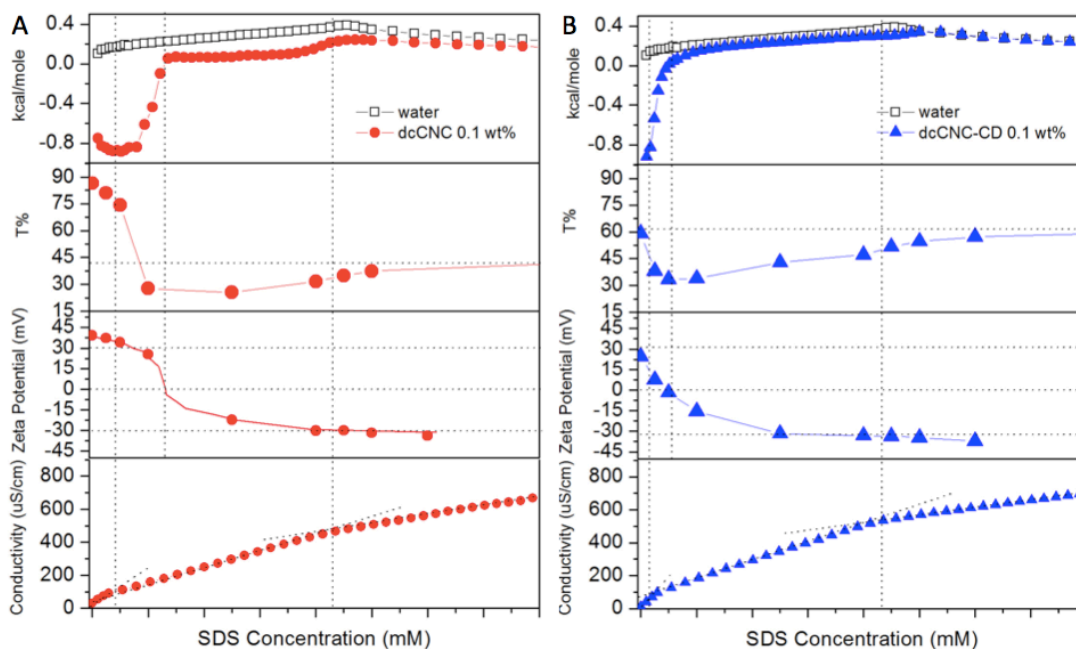 A
0.4
0.0
-0.4
-0.8
kcal/mole
water
dcCNC 0.1 wt%
90
75
60
45
30
15
T%
45
30
15
0
-15
-30
-45
Zeta Potential (mV)
800
600
400
200
0
Conductivity (uS/cm)
SDS Concentration (mM)
B
0.4
0.0
-0.4
-0.8
kcal/mole
water
dcCNC-CD 0.1 wt%
90
75
60
45
30
15
T%
45
30
15
0
-15
-30
-45
Zeta Potential (mV)
800
600
400
200
0
Conductivity (uS/cm)
SDS Concentration (mM)